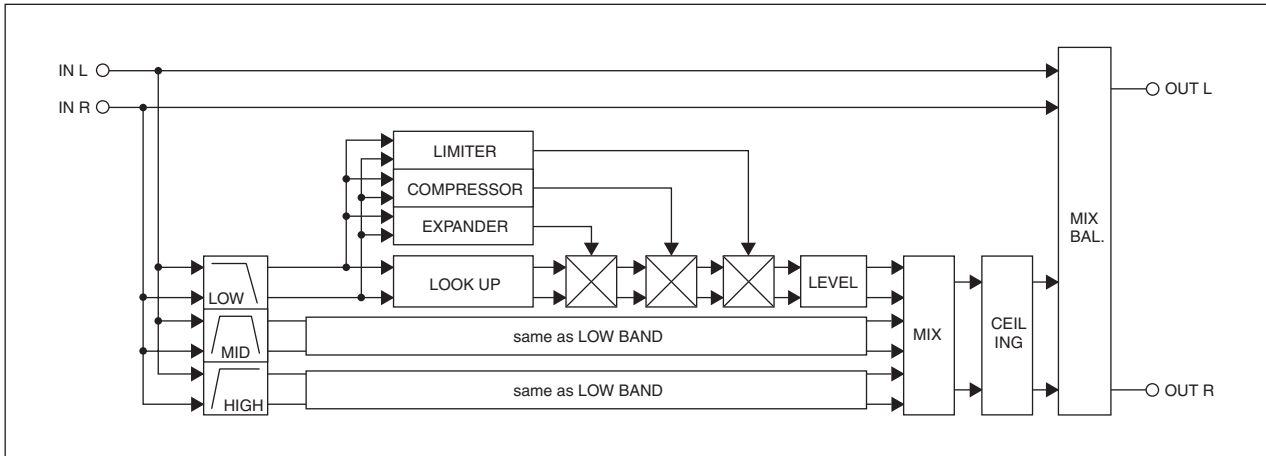 IN L
OUT L
IN R
LIMITER
COMPRESSOR
EXPANDER
MIX
BAL.
LOW
LOOK UP
LEVEL
MID
same as LOW BAND
MIX
CEIL
ING
HIGH
same as LOW BAND
OUT R